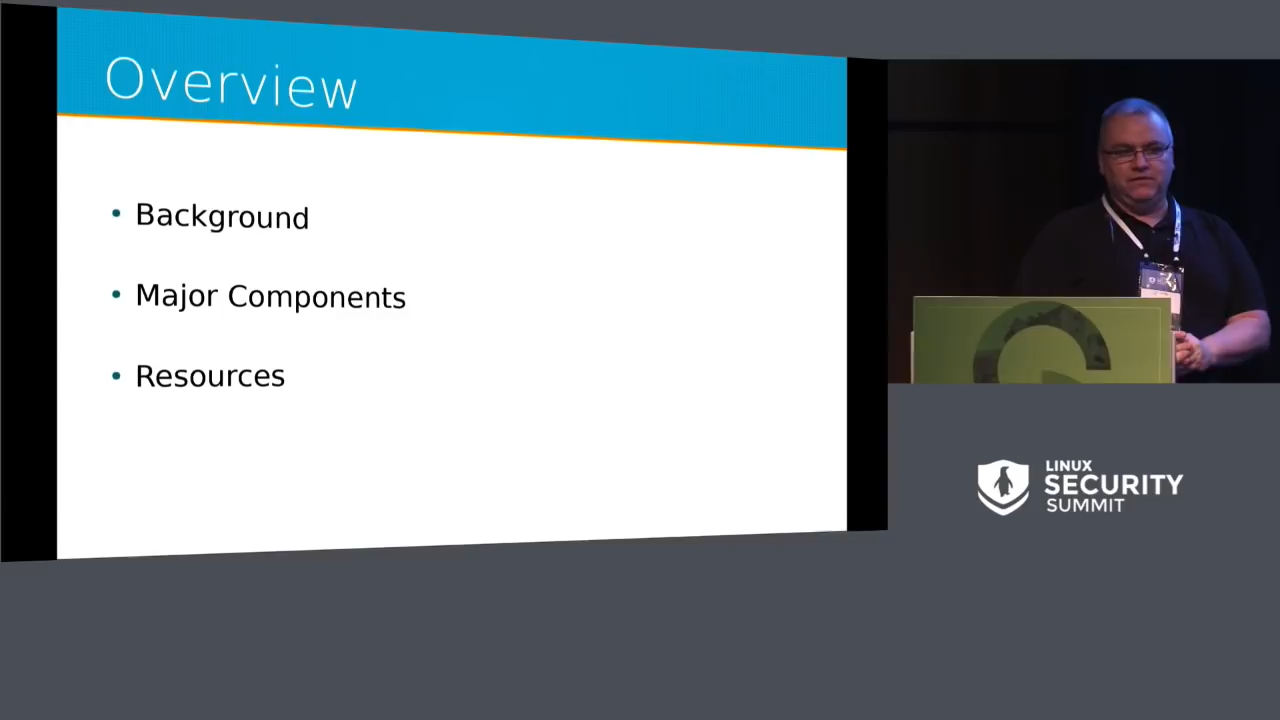 Overview
• Background
• Major Components
• Resources
LINUX
SECURITY
SUMMIT